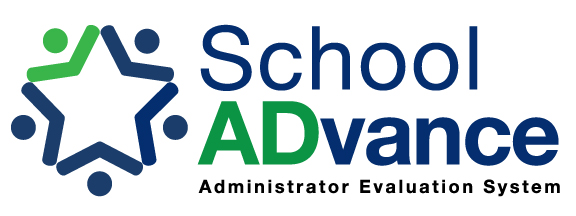 School
ADvance
Administrator Evaluation System